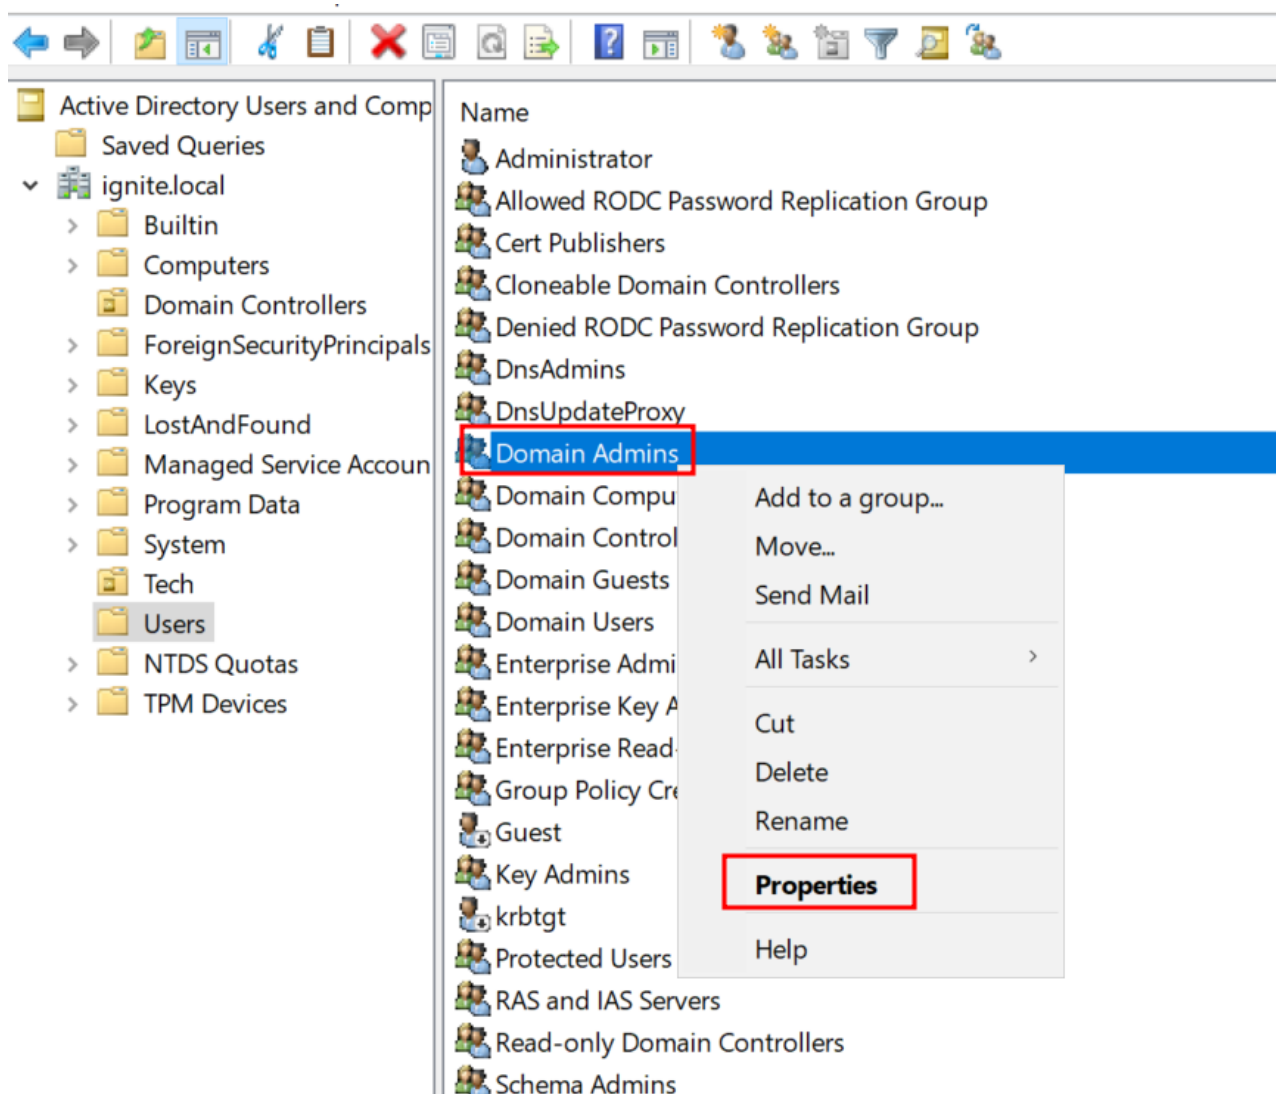 Active Directory Users and Comp
Saved Queries
ignite.local
Builtin
Computers
Domain Controllers
ForeignSecurityPrincipals
Keys
LostAndFound
Managed Service Accoun
Program Data
System
Tech
Users
NTDS Quotas
TPM Devices
Name
Administrator
Allowed RODC Password Replication Group
Cert Publishers
Cloneable Domain Controllers
Denied RODC Password Replication Group
DnsAdmins
DnsUpdateProxy
Domain Admins
Domain Compu
Domain Control
Domain Guests
Domain Users
Enterprise Admi
Enterprise Key A
Enterprise Read-
Group Policy Cre
Guest
Key Admins
krbtgt
Protected Users
RAS and IAS Servers
Read-only Domain Controllers
Schema Admins
Add to a group...
Move...
Send Mail
All Tasks
Cut
Delete
Rename
Properties
Help